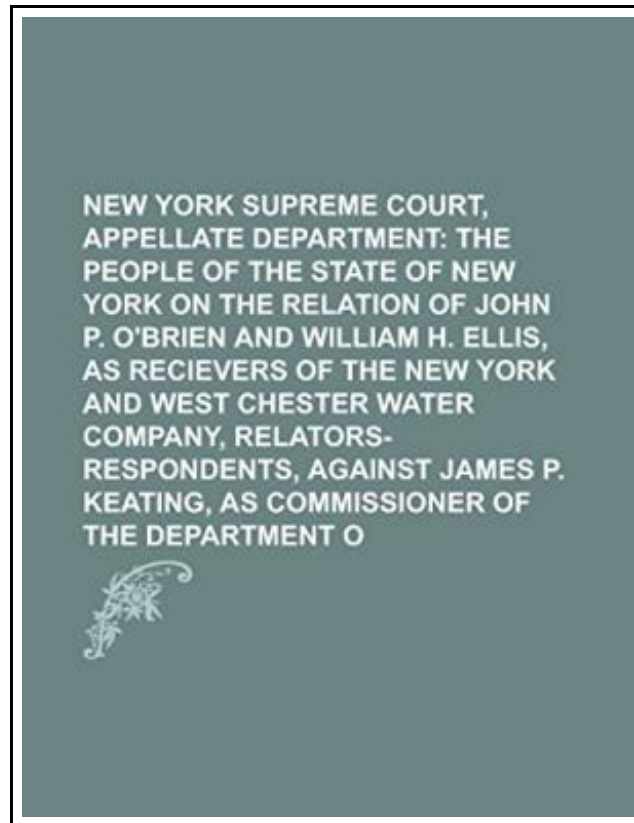 NEW YORK SUPREME COURT,
APPELLATE DEPARTMENT: THE
PEOPLE OF THE STATE OF NEW
YORK ON THE RELATION OF JOHN
P. O'BRIEN AND WILLIAM H. ELLIS,
AS RECIEVERS OF THE NEW YORK
AND WEST CHESTER WATER
COMPANY, RELATORS-
RESPONDENTS, AGAINST JAMES P.
KEATING, AS COMMISSIONER OF
THE DEPARTMENT O